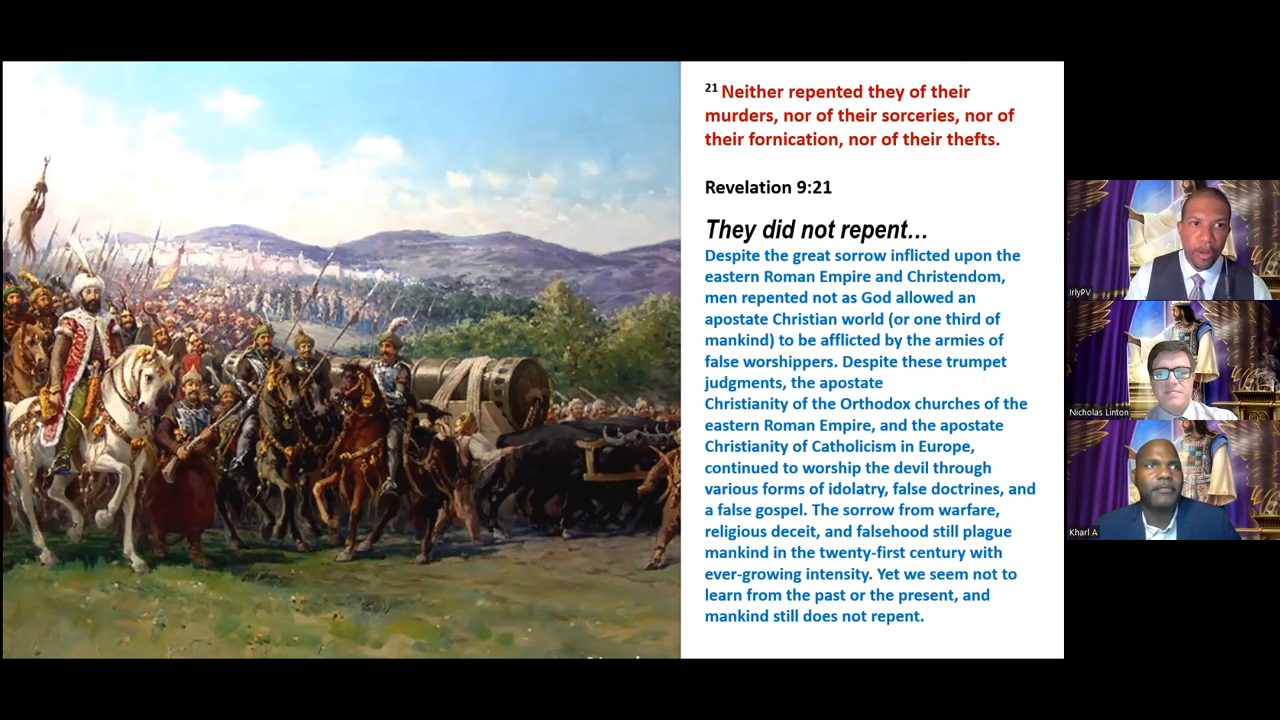 21 Neither repented they of their
murders, nor of their sorceries, nor of
their fornication, nor of their thefts.
Revelation 9:21
They did not repent...
Despite the great sorrow inflicted upon the
eastern Roman Empire and Christendom,
men repented not as God allowed an
apostate Christian world (or one third of
mankind) to be afflicted by the armies of
false worshippers. Despite these trumpet
judgments, the apostate
Christianity of the Orthodox churches of the
eastern Roman Empire, and the apostate
Christianity of Catholicism in Europe,
continued to worship the devil through
various forms of idolatry, false doctrines, and
a false gospel. The sorrow from warfare,
religious deceit, and falsehood still plague
mankind in the twenty-first century with
ever-growing intensity. Yet we seem not to
learn from the past or the present, and
mankind still does not repent.
IrlyPV
Nicholas Linton
Kharl A